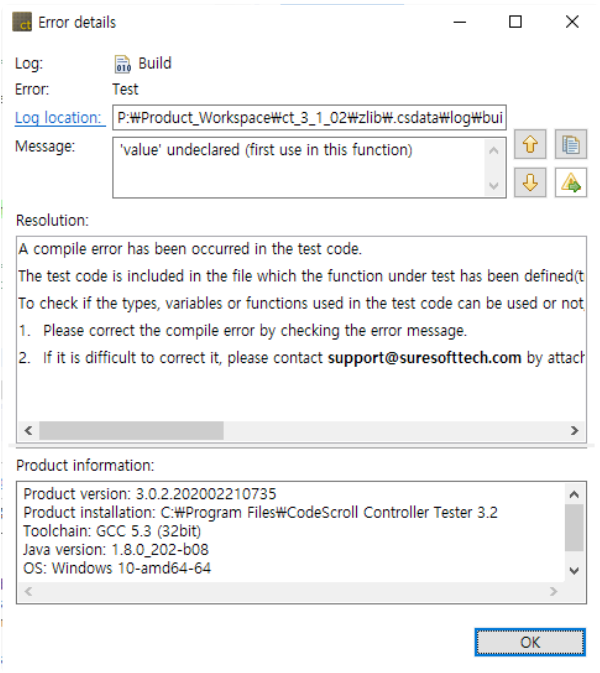 ct Error details
Log: 010 Build
Error: Test
Log location: P:₩Product_Workspace₩ct_3_1_02₩zlib₩.csdata₩log₩bui
Message: 'value' undeclared (first use in this function)
Resolution:
A compile error has been occurred in the test code.
The test code is included in the file which the function under test has been defined(t
To check if the types, variables or functions used in the test code can be used or not,
1. Please correct the compile error by checking the error message.
2. If it is difficult to correct it, please contact support@suresofttech.com by attach
Product information:
Product version: 3.0.2.202002210735
Product installation: C:₩Program Files₩CodeScroll Controller Tester 3.2
Toolchain: GCC 5.3 (32bit)
Java version: 1.8.0_202-b08
OS: Windows 10-amd64-64
OK